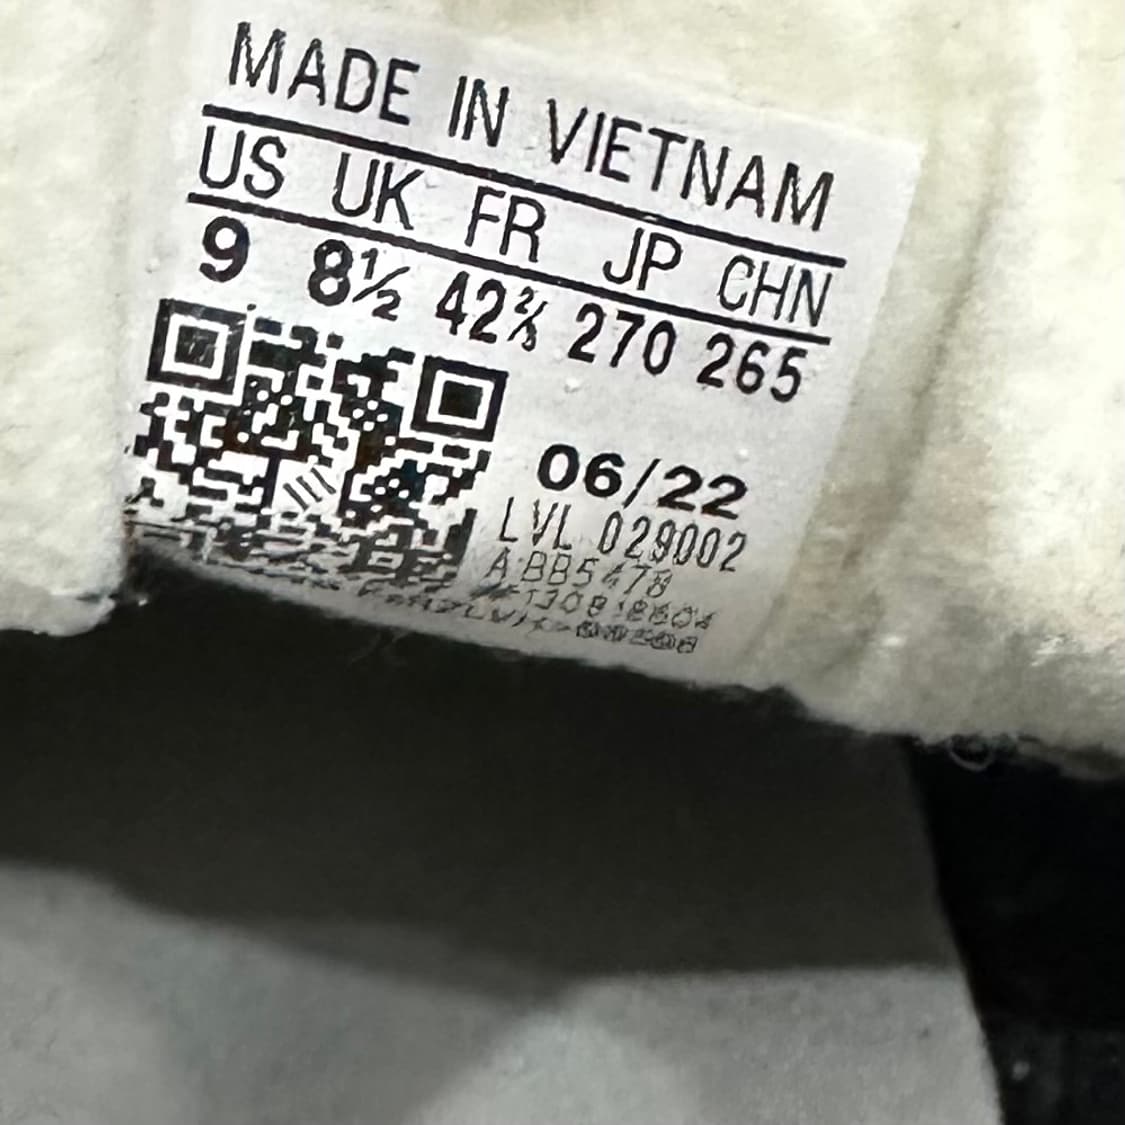 MADE IN VIETNAM
US UK FR JP CHN
9 8½ 42⅔ 270 265
06/22
LVL 029002